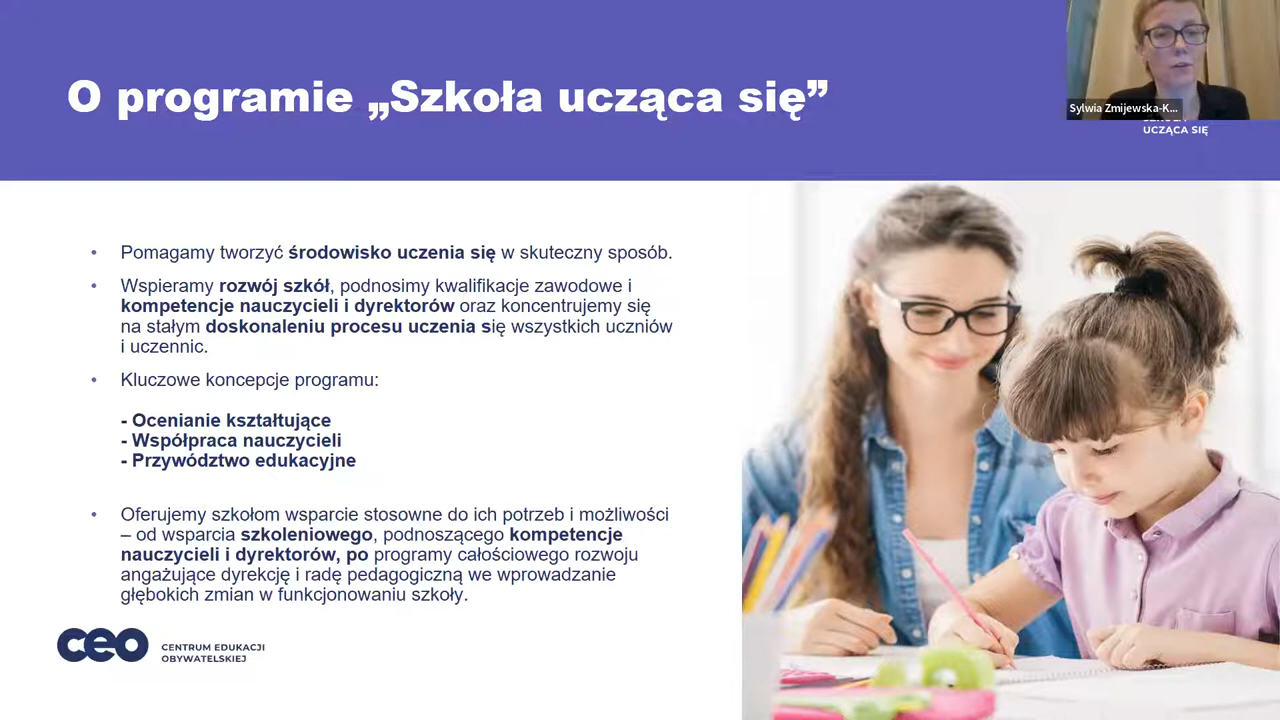 O programie „Szkoła ucząca się”
Sylwia Zmijewska-K...
UCZĄCA SIĘ
• Pomagamy tworzyć środowisko uczenia się w skuteczny sposób.
• Wspieramy rozwój szkół, podnosimy kwalifikacje zawodowe i
kompetencje nauczycieli i dyrektorów oraz koncentrujemy się
na stałym doskonaleniu procesu uczenia się wszystkich uczniów
i uczennic.
• Kluczowe koncepcje programu:
- Ocenianie kształtujące
- Współpraca nauczycieli
- Przywództwo edukacyjne
• Oferujemy szkołom wsparcie stosowne do ich potrzeb i możliwości
– od wsparcia szkoleniowego, podnoszącego kompetencje
nauczycieli i dyrektorów, po programy całościowego rozwoju
angażujące dyrekcję i radę pedagogiczną we wprowadzanie
głębokich zmian w funkcjonowaniu szkoły.
ceo
CENTRUM EDUKACJI
OBYWATELSKIEJ